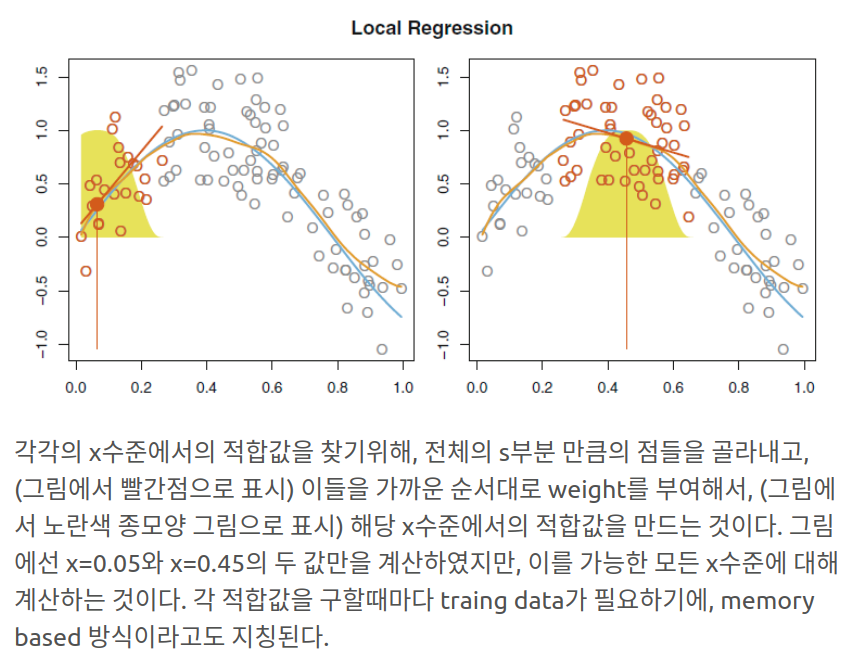 Local Regression
1.5
1.0
0.5
0.0
−0.5
−1.0
0.0 0.2 0.4 0.6 0.8 1.0
1.5
1.0
0.5
0.0
−0.5
−1.0
0.0 0.2 0.4 0.6 0.8 1.0
각각의 x수준에서의 적합값을 찾기위해, 전체의 s부분 만큼의 점들을 골라내고,
(그림에서 빨간점으로 표시) 이들을 가까운 순서대로 weight를 부여해서, (그림에
서 노란색 종모양 그림으로 표시) 해당 x수준에서의 적합값을 만드는 것이다. 그림
에선 x=0.05와 x=0.45의 두 값만을 계산하였지만, 이를 가능한 모든 x수준에 대해
계산하는 것이다. 각 적합값을 구할때마다 traing data가 필요하기에, memory
based 방식이라고도 지칭된다.